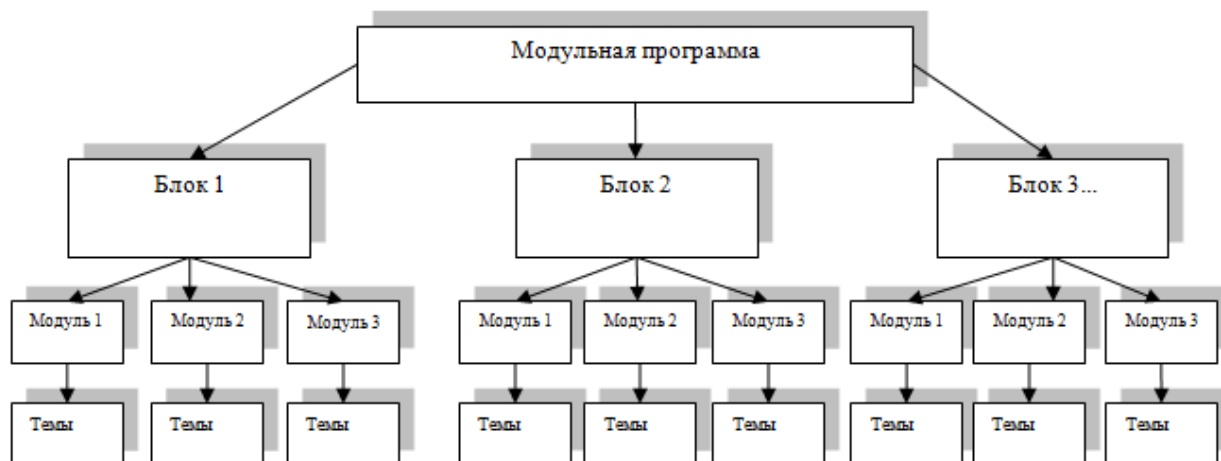 Модульная программа
Блок 1
Блок 2
Блок 3...
Модуль 1
Модуль 2
Модуль 3
Модуль 1
Модуль 2
Модуль 3
Модуль 1
Модуль 2
Модуль 3
Темы
Темы
Темы
Темы
Темы
Темы
Темы
Темы
Темы